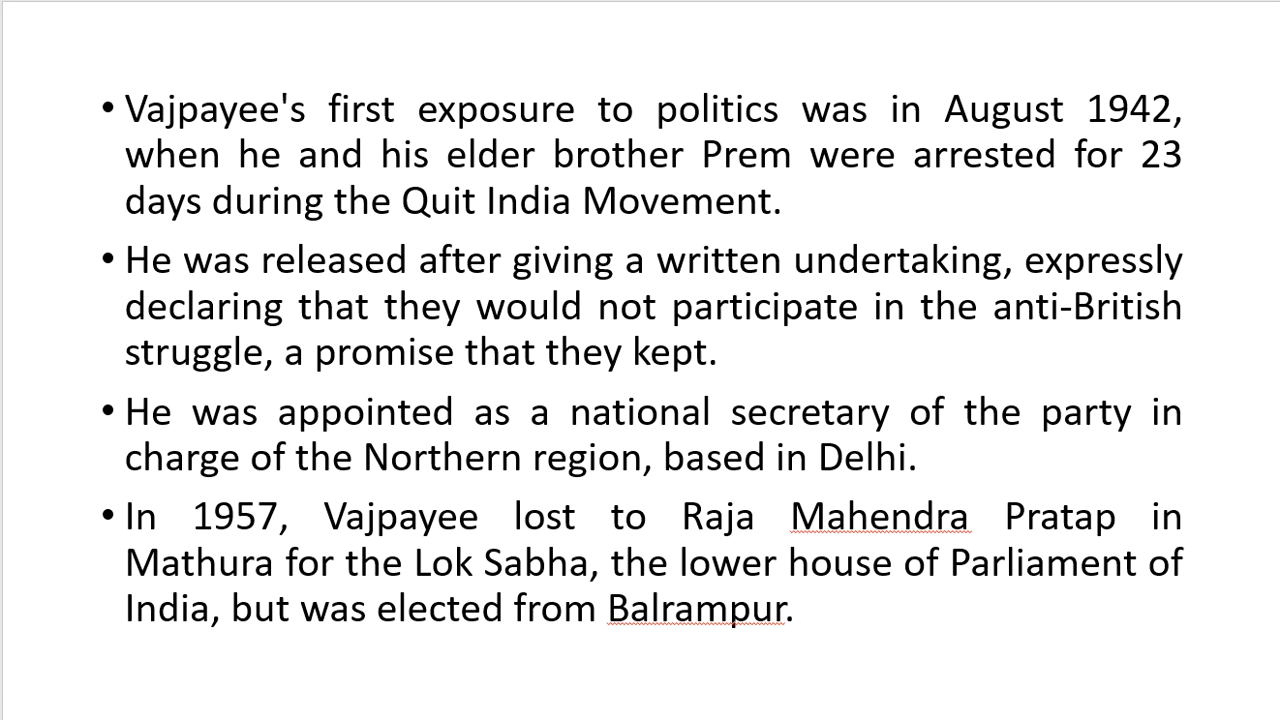 • Vajpayee's first exposure to politics was in August 1942,
when he and his elder brother Prem were arrested for 23
days during the Quit India Movement.
• He was released after giving a written undertaking, expressly
declaring that they would not participate in the anti-British
struggle, a promise that they kept.
• He was appointed as a national secretary of the party in
charge of the Northern region, based in Delhi.
• In 1957, Vajpayee lost to Raja Mahendra Pratap in
Mathura for the Lok Sabha, the lower house of Parliament of
India, but was elected from Balrampur.